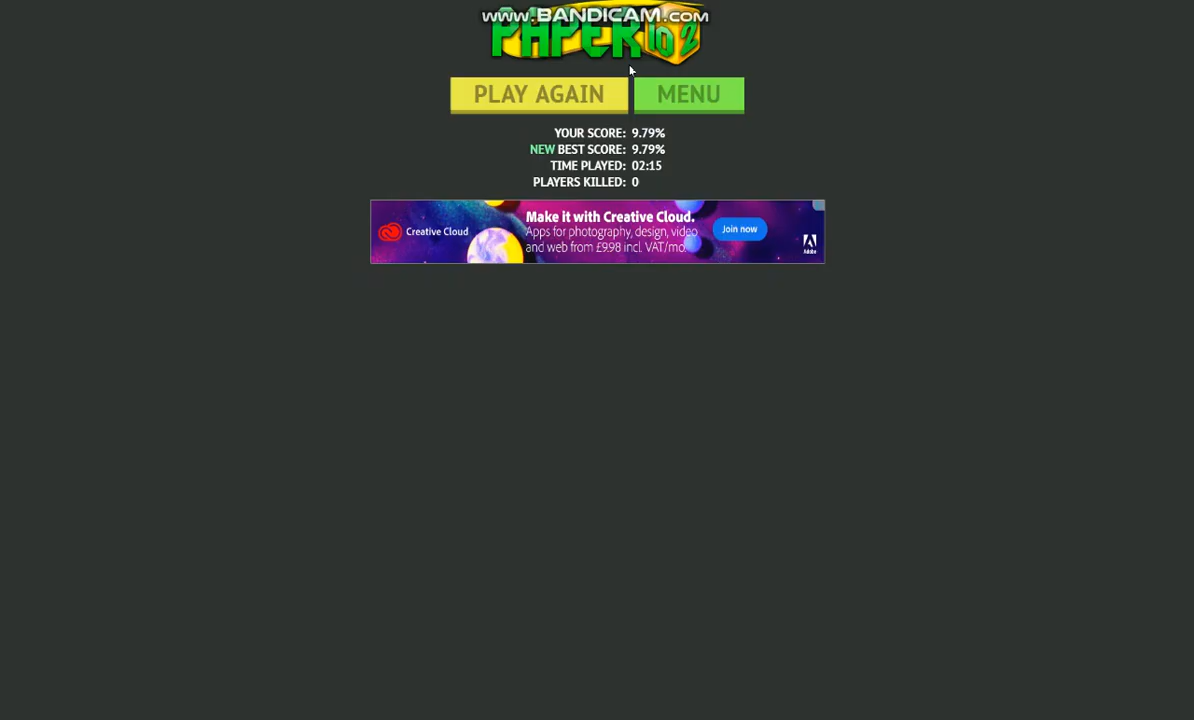 www.BANDICAM.com
PAPER IO 2
PLAY AGAIN MENU
YOUR SCORE: 9.79%
NEW BEST SCORE: 9.79%
TIME PLAYED: 02:15
PLAYERS KILLED: 0
Creative Cloud
Make it with Creative Cloud.
Apps for photography, design, video
and web from £9.98 incl. VAT/mo.
Join now
Adobe